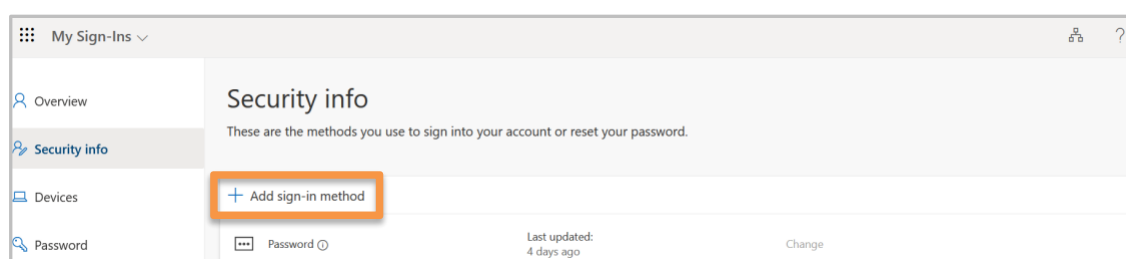 My Sign-Ins
?
Overview
Security info
Devices
Password
Security info
These are the methods you use to sign into your account or reset your password.
+ Add sign-in method
Password
Last updated:
4 days ago
Change